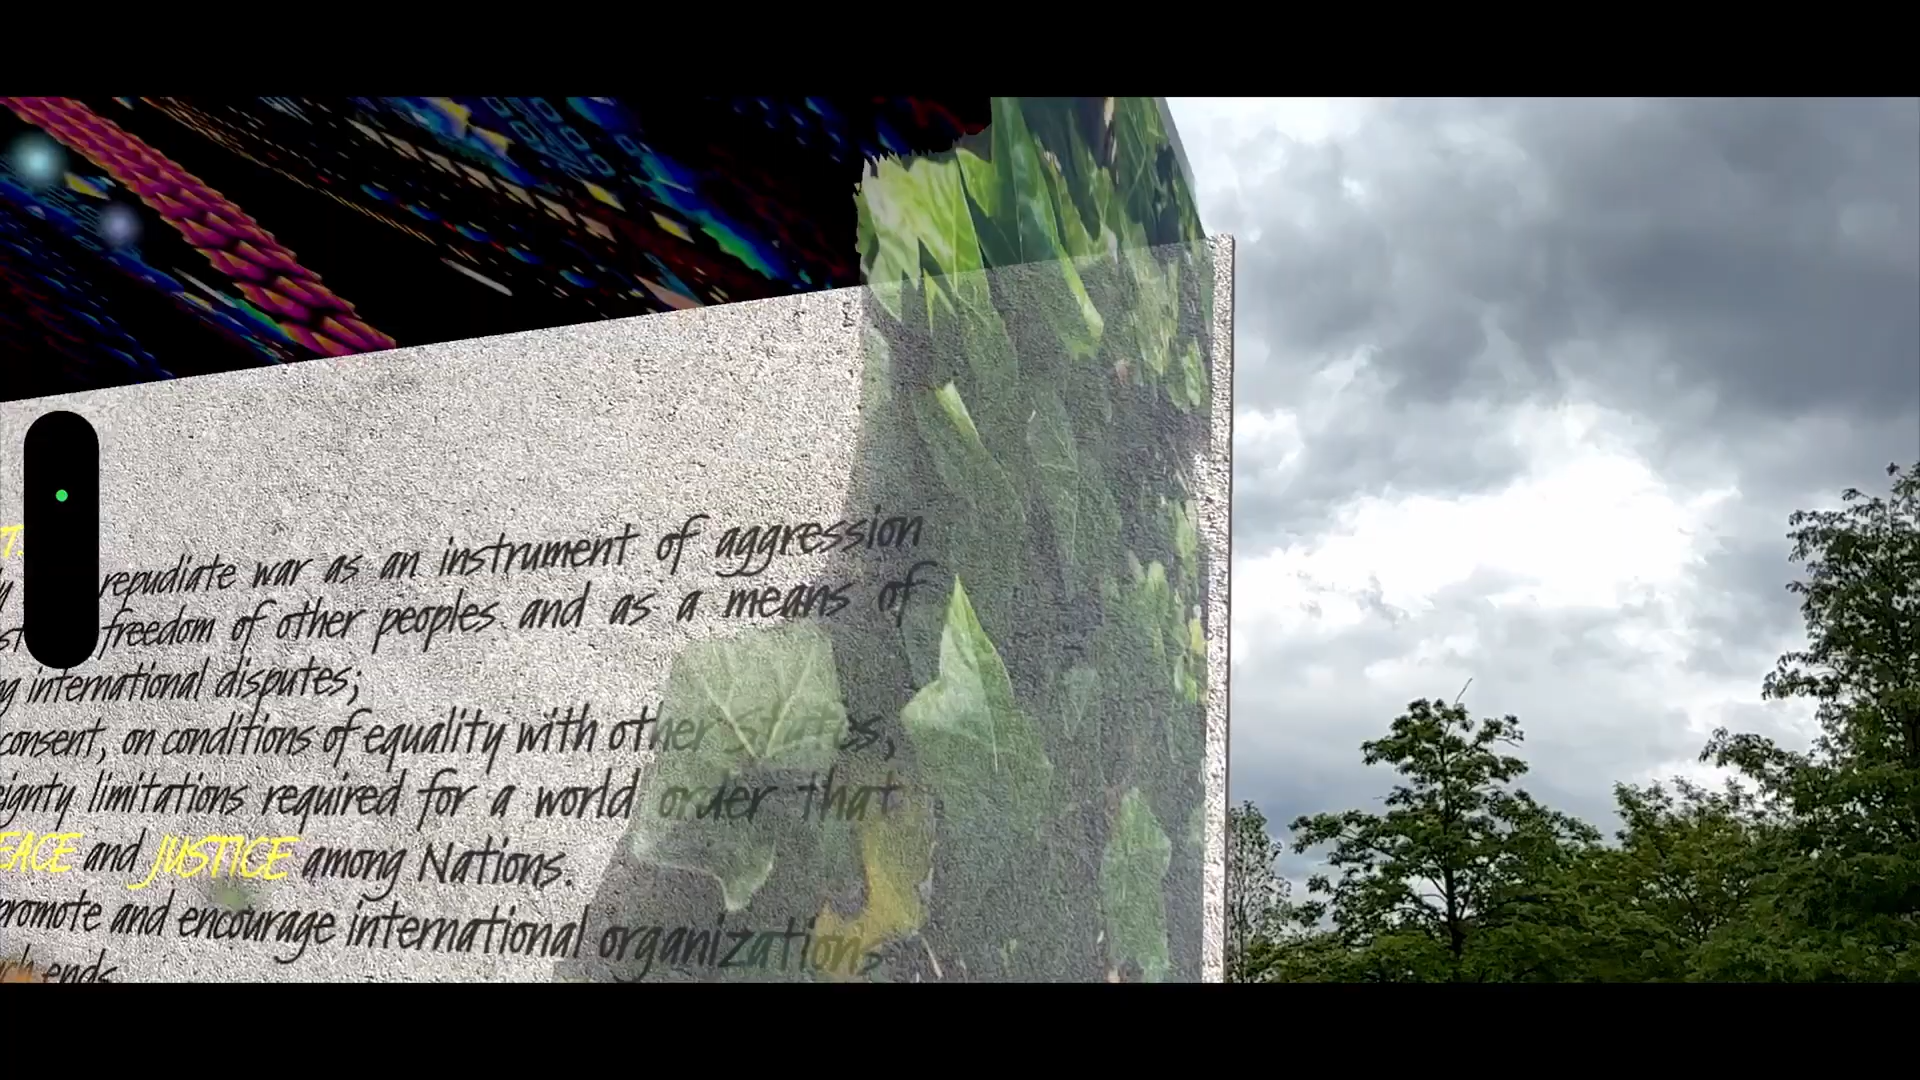 T.
repudiate war as an instrument of aggression
freedom of other peoples and as a means of
international disputes;
consent, on conditions of equality with other States,
limitations required for a world order that
EACE and JUSTICE among Nations.
promote and encourage international organizations
ends